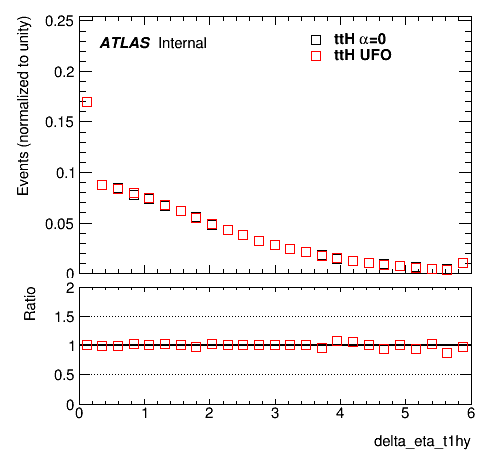 Events (normalized to unity)
0.25
0.2
0.15
0.1
0.05
0
ATLAS Internal
ttH α=0
ttH UFO
Ratio
2
1.5
1
0.5
0
0 1 2 3 4 5 6
delta_eta_t1hy